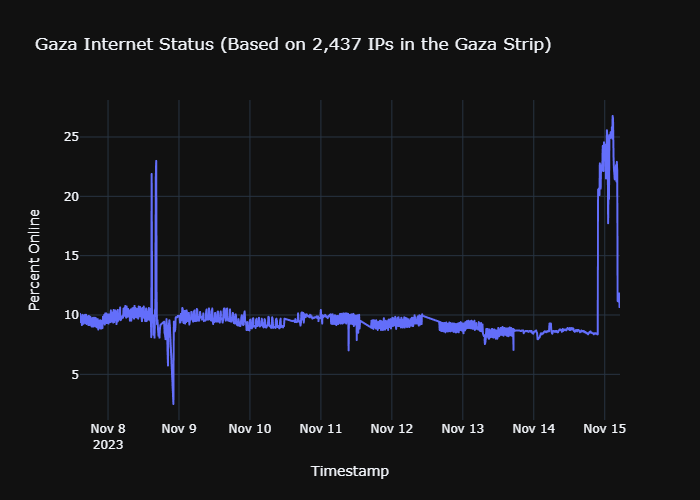 Gaza Internet Status (Based on 2,437 IPs in the Gaza Strip)
Percent Online
25
20
15
10
5
Nov 8 Nov 9 Nov 10 Nov 11 Nov 12 Nov 13 Nov 14 Nov 15
2023
Timestamp